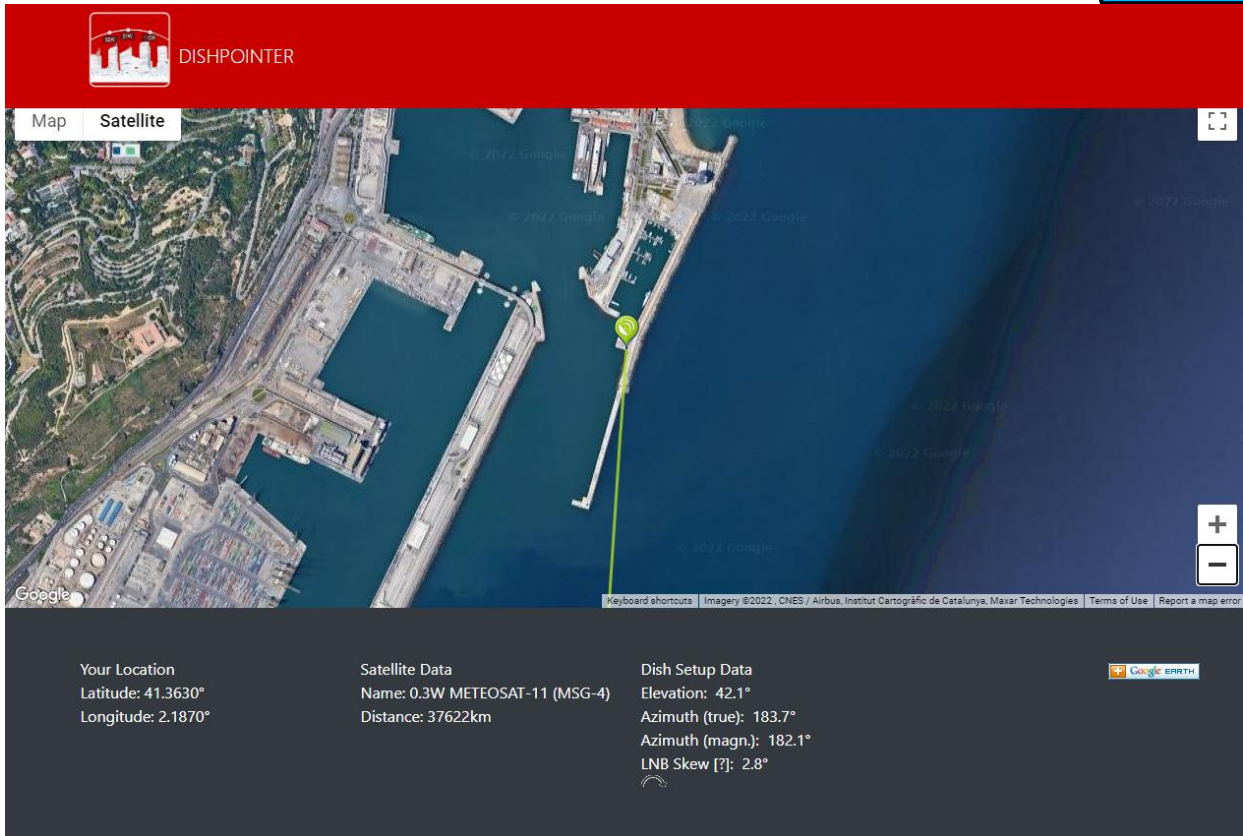 DISHPOINTER
Map Satellite
© 2022 Google
© 2022 Google
© 2022 Google
© 2022 Google
© 2022 Google
© 2022 Google
© 2022 Google
© 2022 Google
+
−
Google
Keyboard shortcuts Imagery ©2022 , CNES / Airbus, Institut Cartogràfic de Catalunya, Maxar Technologies Terms of Use Report a map error
Your Location
Latitude: 41.3630°
Longitude: 2.1870°
Satellite Data
Name: 0.3W METEOSAT-11 (MSG-4)
Distance: 37622km
Dish Setup Data
Elevation: 42.1°
Azimuth (true): 183.7°
Azimuth (magn.): 182.1°
LNB Skew [?]: 2.8°
Google EARTH